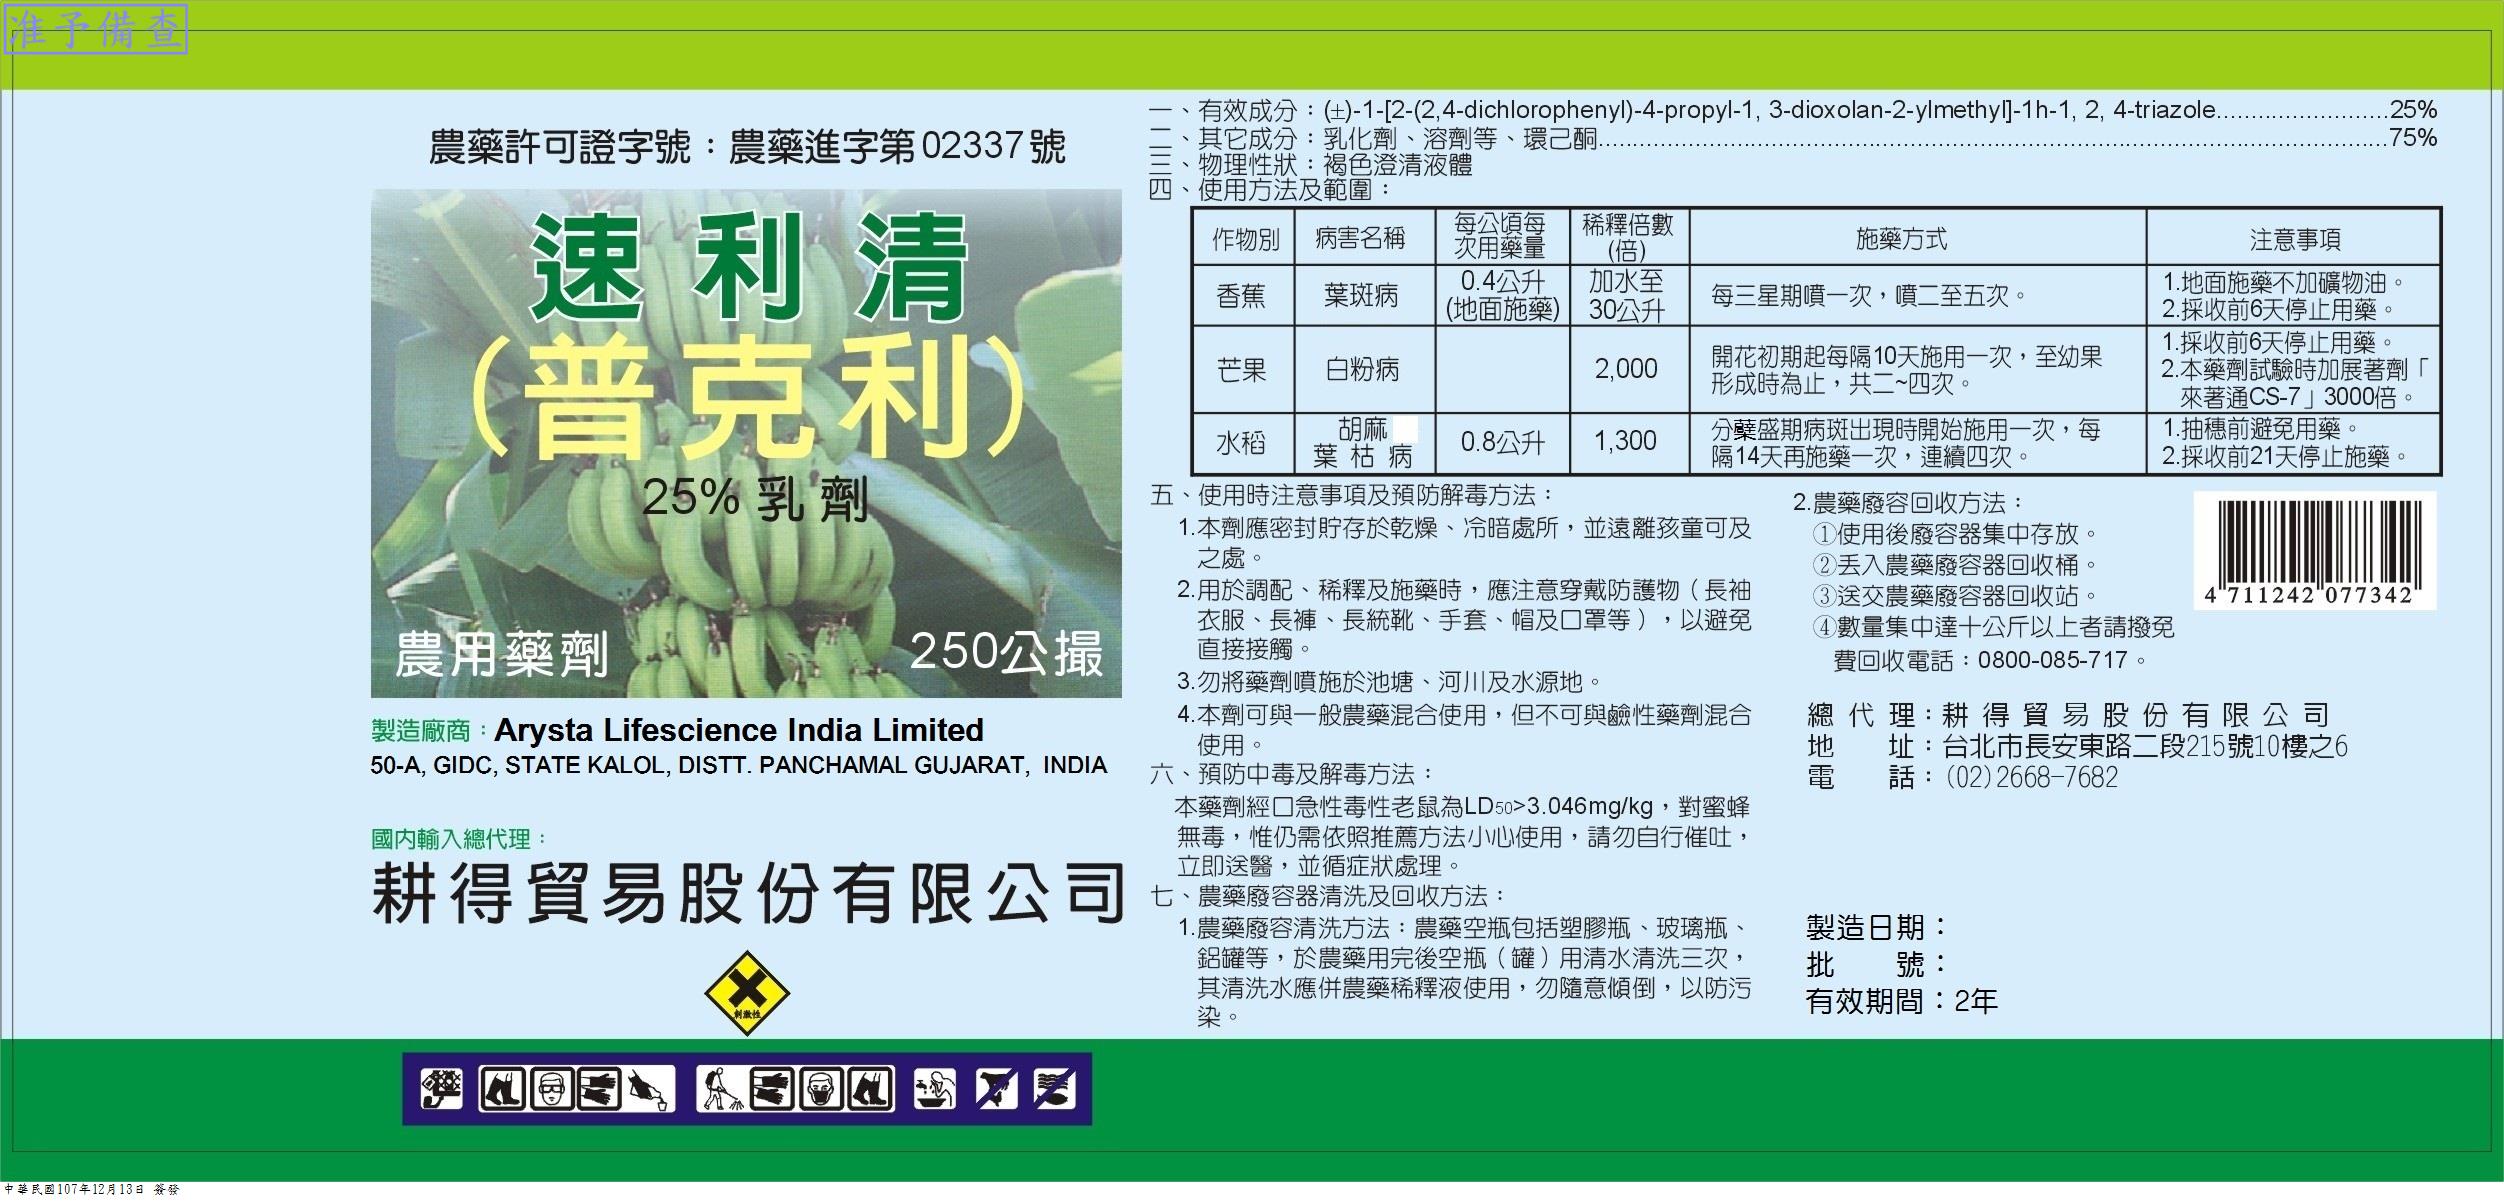 准予備查
農藥許可證字號：農藥進字第02337號
速利清
(普克利)
25% 乳劑
農用藥劑 250公撮
製造廠商：Arysta Lifescience India Limited
50-A, GIDC, STATE KALOL, DISTT. PANCHAMAL GUJARAT, INDIA
國內輸入總代理：
耕得貿易股份有限公司
刺激性
一、有效成分：(±)-1-[2-(2,4-dichlorophenyl)-4-propyl-1, 3-dioxolan-2-ylmethyl]-1h-1, 2, 4-triazole..........................25%
二、其它成分：乳化劑、溶劑等、環己酮......................................................................................................................75%
三、物理性狀：褐色澄清液體
四、使用方法及範圍：
作物別 病害名稱 每公頃每次用藥量 稀釋倍數(倍) 施藥方式 注意事項
香蕉 葉斑病 0.4公升(地面施藥) 加水至30公升 每三星期噴一次，噴二至五次。 1.地面施藥不加礦物油。
2.採收前6天停止用藥。
芒果 白粉病 2,000 開花初期起每隔10天施用一次，至幼果
形成時為止，共二~四次。
1.採收前6天停止用藥。
2.本藥劑試驗時加展著劑「
來著通CS-7」3000倍。
水稻 胡麻葉枯病 0.8公升 1,300 分蘗盛期病斑出現時開始施用一次，每
隔14天再施藥一次，連續四次。
1.抽穗前避免用藥。
2.採收前21天停止施藥。
五、使用時注意事項及預防解毒方法：
1.本劑應密封貯存於乾燥、冷暗處所，並遠離孩童可及
之處。
2.用於調配、稀釋及施藥時，應注意穿戴防護物（長袖
衣服、長褲、長統靴、手套、帽及口罩等），以避免
直接接觸。
3.勿將藥劑噴施於池塘、河川及水源地。
4.本劑可與一般農藥混合使用，但不可與鹼性藥劑混合
使用。
六、預防中毒及解毒方法：
本藥劑經口急性毒性老鼠為LD50>3.046mg/kg，對蜜蜂
無毒，惟仍需依照推薦方法小心使用，請勿自行催吐，
立即送醫，並循症狀處理。
七、農藥廢容器清洗及回收方法：
1.農藥廢容清洗方法：農藥空瓶包括塑膠瓶、玻璃瓶、
鋁罐等，於農藥用完後空瓶（罐）用清水清洗三次，
其清洗水應併農藥稀釋液使用，勿隨意傾倒，以防污
染。
2.農藥廢容回收方法：
①使用後廢容器集中存放。
②丟入農藥廢容器回收桶。
③送交農藥廢容器回收站。
④數量集中達十公斤以上者請撥免
費回收電話：0800-085-717。
4 711242 077342
總代理：耕得貿易股份有限公司
地址：台北市長安東路二段215號10樓之6
電話：(02)2668-7682
製造日期：
批號：
有效期間：2年
中華民國107年12月13日 簽發